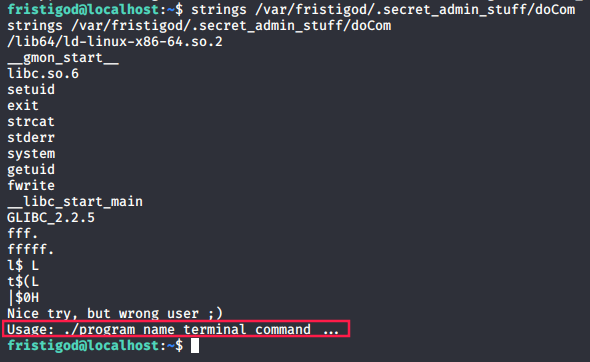 fristigod@localhost:~$ strings /var/fristigod/.secret_admin_stuff/doCom
strings /var/fristigod/.secret_admin_stuff/doCom
/lib64/ld-linux-x86-64.so.2
__gmon_start__
libc.so.6
setuid
exit
strcat
stderr
system
getuid
fwrite
__libc_start_main
GLIBC_2.2.5
fff.
fffff.
l$ L
t$(L
|$0H
Nice try, but wrong user ;)
Usage: ./program_name terminal_command ...
fristigod@localhost:~$